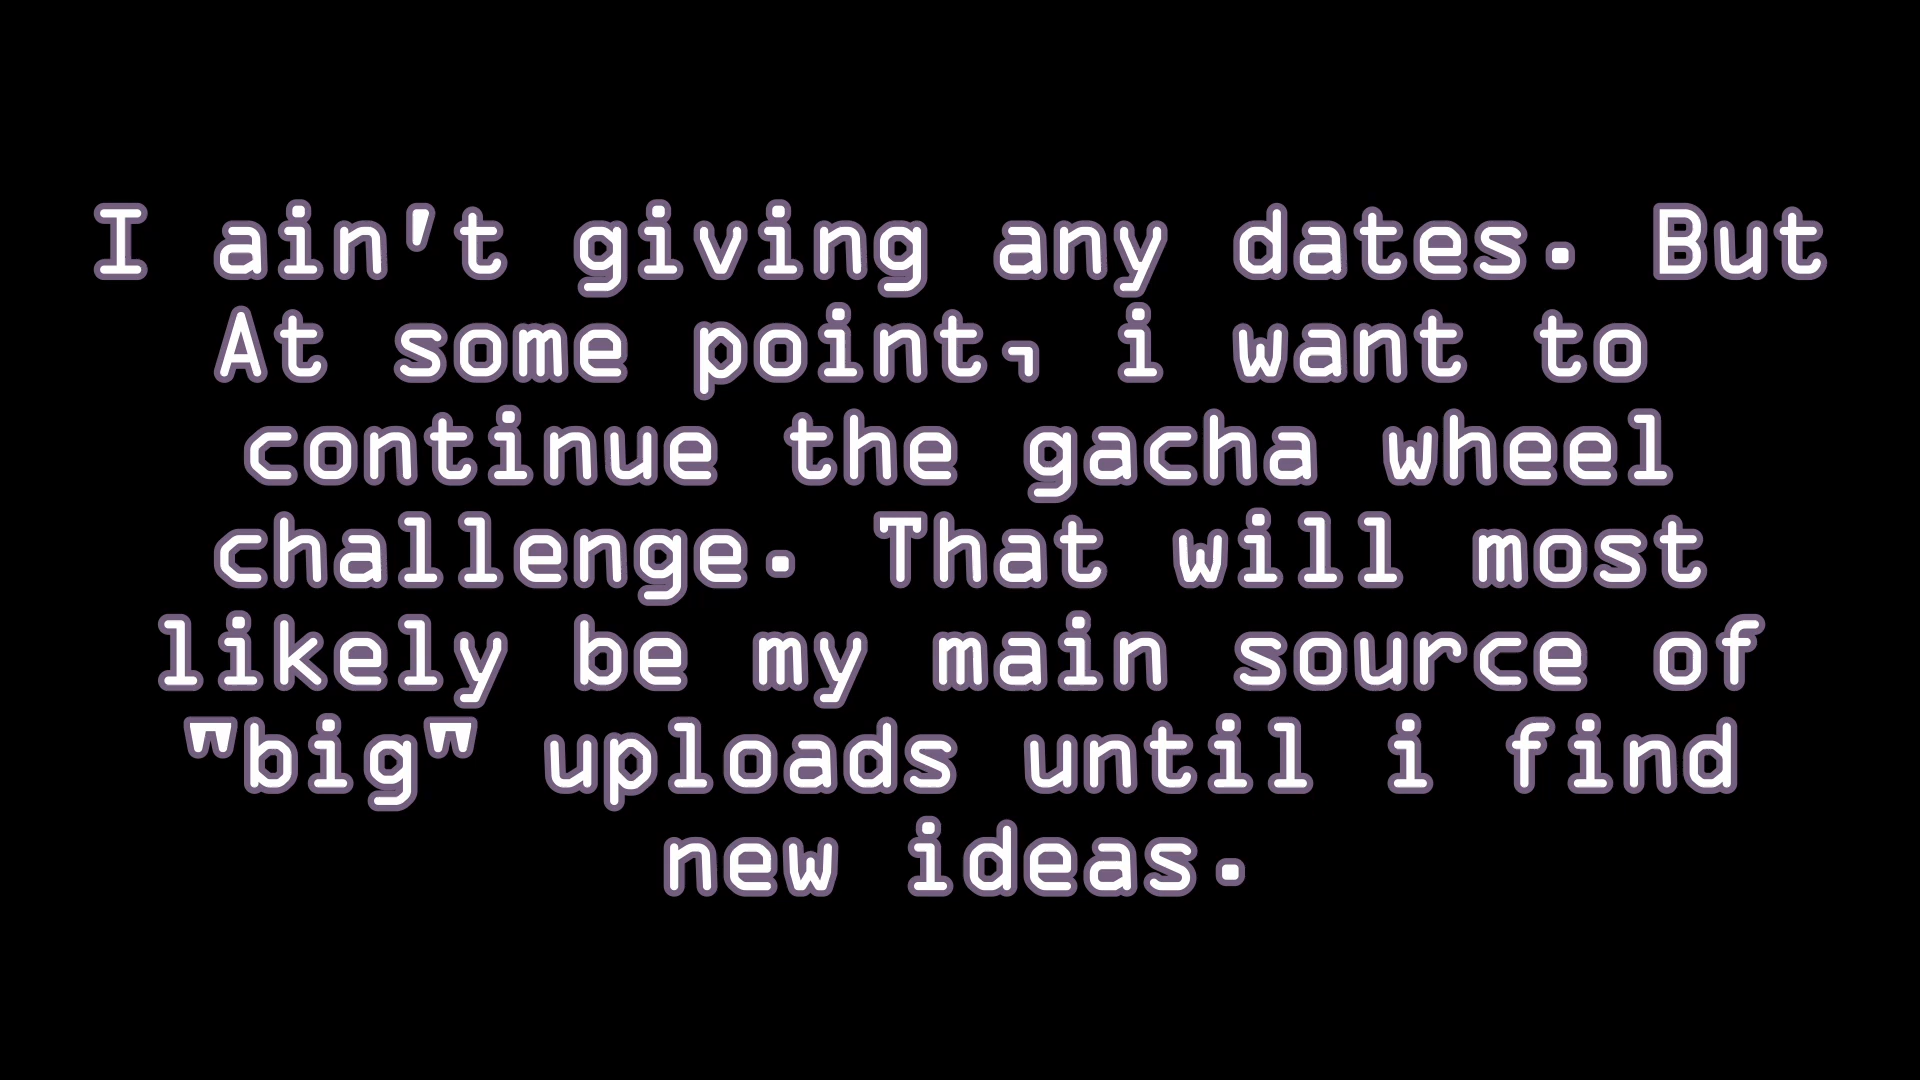 I ain't giving any dates. But
At some point, i want to
continue the gacha wheel
challenge. That will most
likely be my main source of
"big" uploads until i find
new ideas.